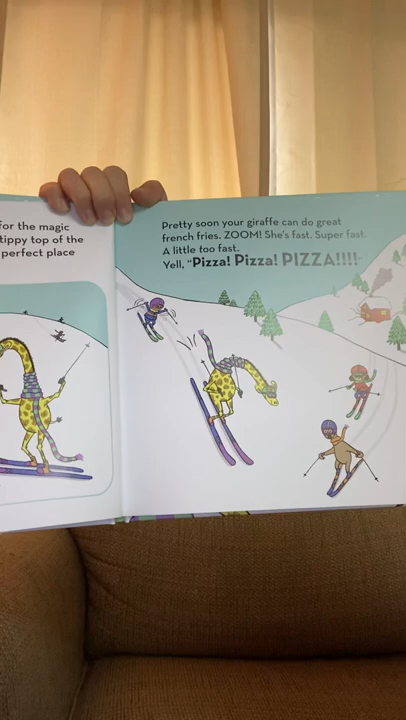 for the magic
tippy top of the
perfect place
Pretty soon your giraffe can do great
french fries. ZOOM! She's fast. Super fast.
A little too fast.
Yell, "Pizza! Pizza! PIZZA!!!!"